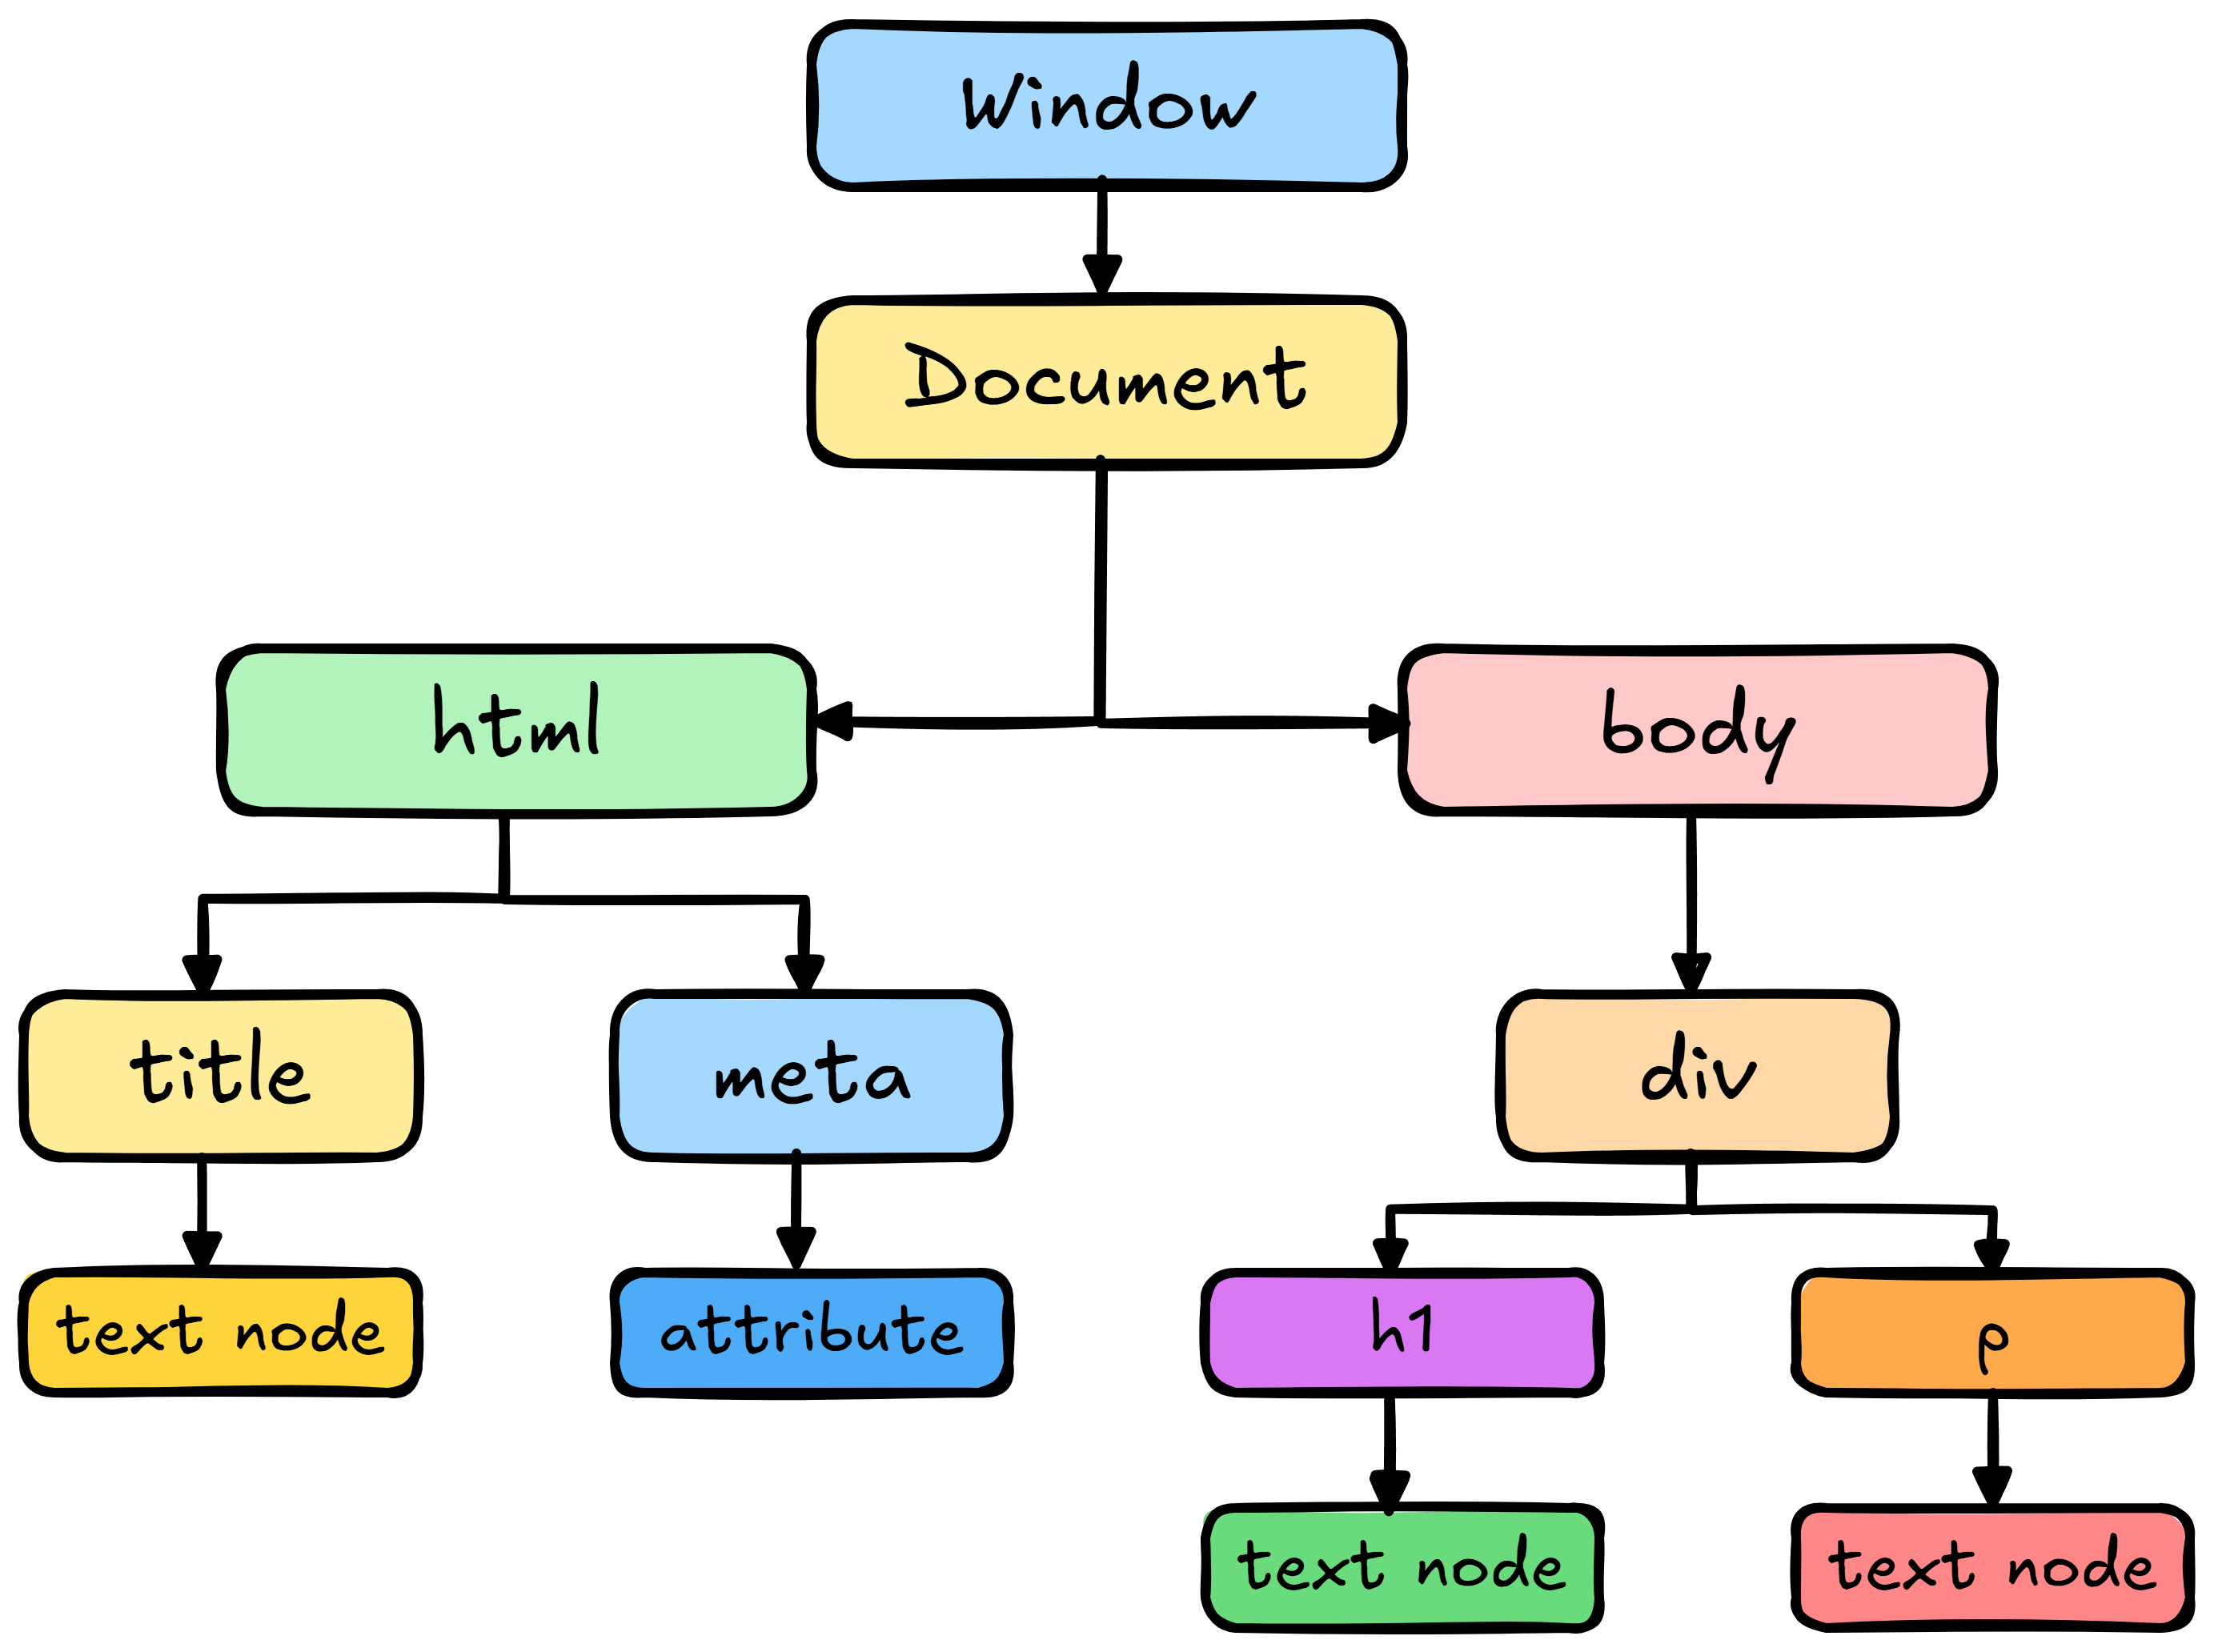 Window
Document
html
body
title
meta
div
text node
attribute
h1
p
text node
text node